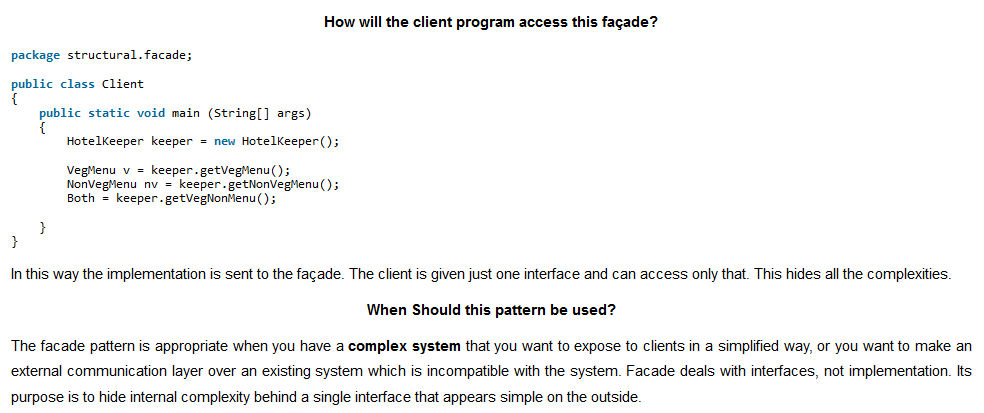 How will the client program access this façade?
package structural.facade;
public class Client
{
    public static void main (String[] args)
    {
        HotelKeeper keeper = new HotelKeeper();
        VegMenu v = keeper.getVegMenu();
        NonVegMenu nv = keeper.getNonVegMenu();
        Both = keeper.getVegNonMenu();
    }
}
In this way the implementation is sent to the façade. The client is given just one interface and can access only that. This hides all the complexities.
When Should this pattern be used?
The facade pattern is appropriate when you have a complex system that you want to expose to clients in a simplified way, or you want to make an
external communication layer over an existing system which is incompatible with the system. Facade deals with interfaces, not implementation. Its
purpose is to hide internal complexity behind a single interface that appears simple on the outside.